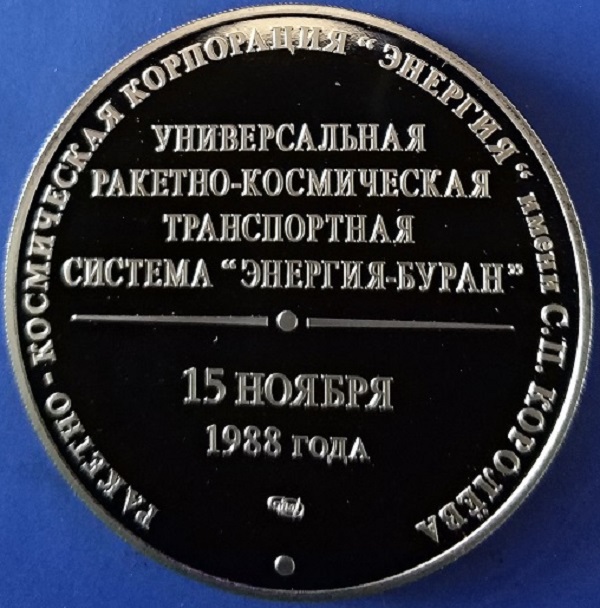 РАКЕТНО - КОСМИЧЕСКАЯ КОРПОРАЦИЯ “ ЭНЕРГИЯ “ имени С.П. КОРОЛЁВА
УНИВЕРСАЛЬНАЯ
РАКЕТНО-КОСМИЧЕСКАЯ
ТРАНСПОРТНАЯ
СИСТЕМА “ЭНЕРГИЯ-БУРАН”
15 НОЯБРЯ
1988 ГОДА